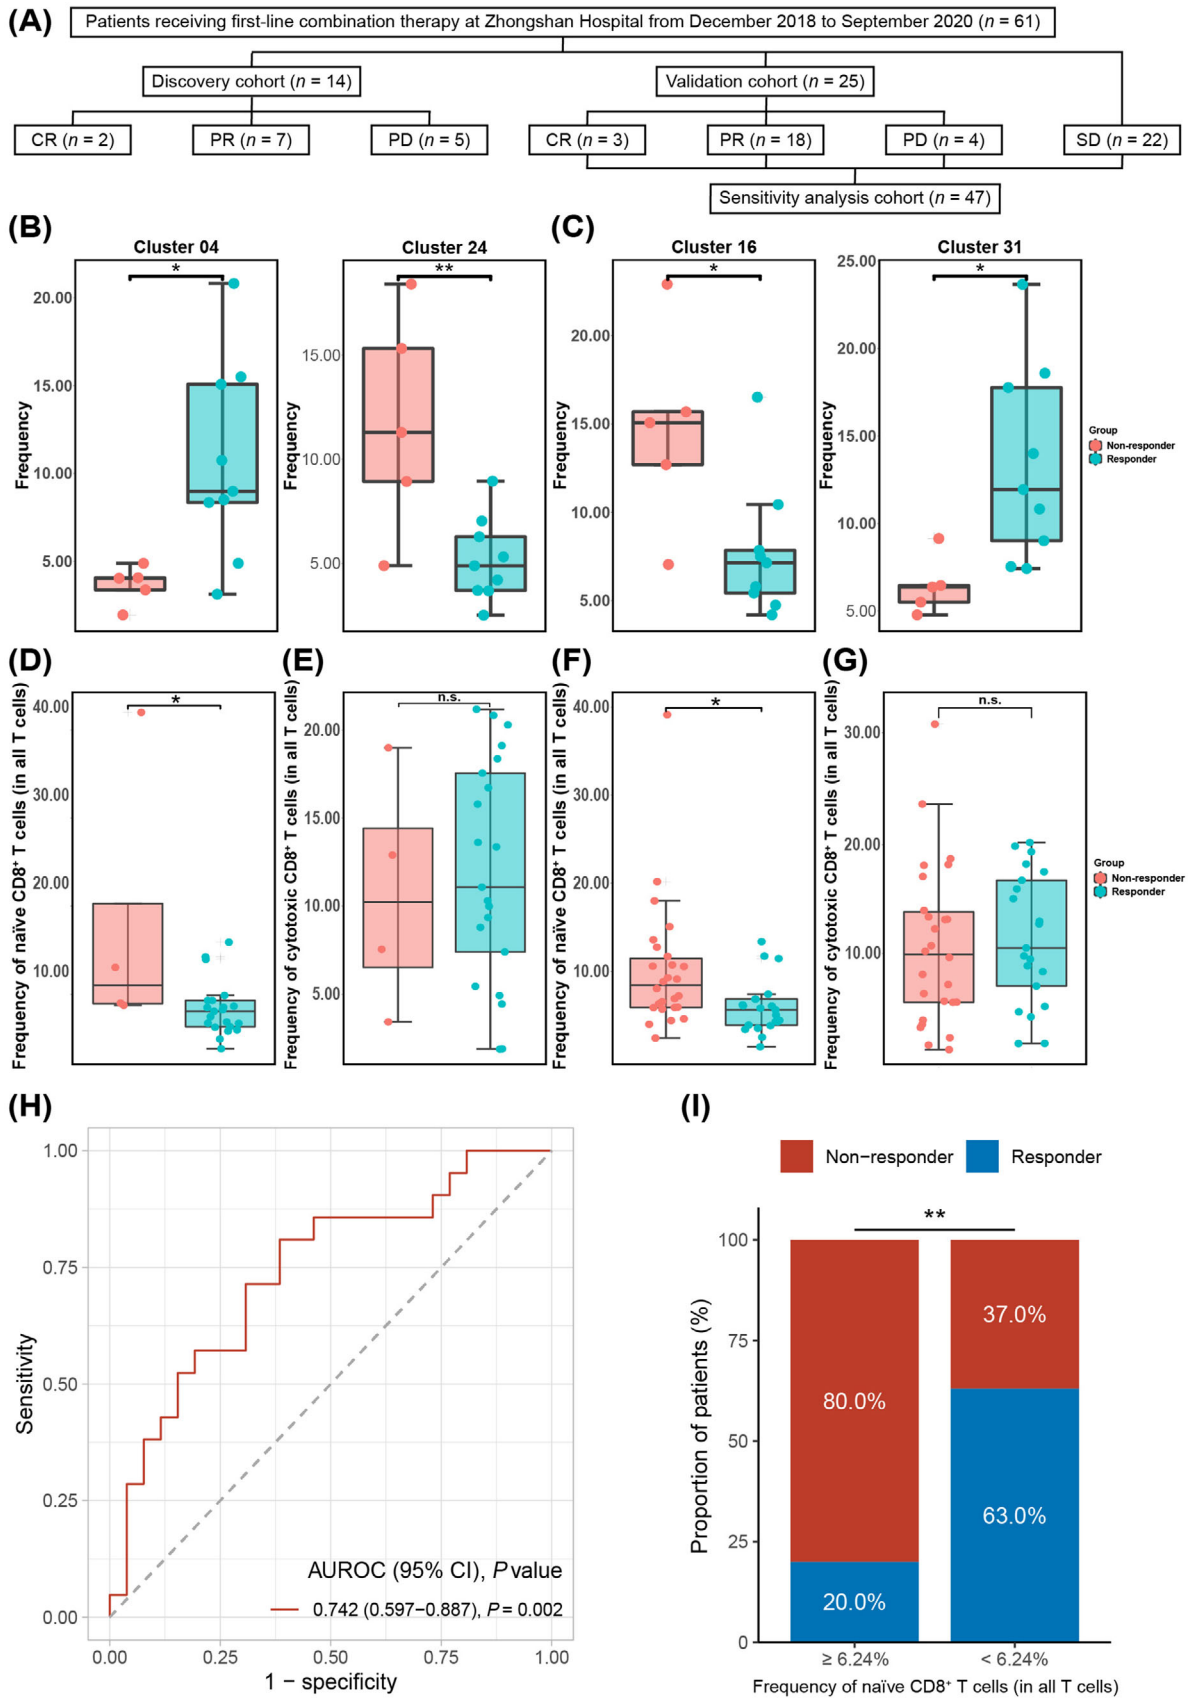 (A)
Patients receiving first-line combination therapy at Zhongshan Hospital from December 2018 to September 2020 (n = 61)
Discovery cohort (n = 14)
Validation cohort (n = 25)
CR (n = 2)
PR (n = 7)
PD (n = 5)
CR (n = 3)
PR (n = 18)
PD (n = 4)
SD (n = 22)
Sensitivity analysis cohort (n = 47)
(B)
Cluster 04
*
Frequency
20.00
15.00
10.00
5.00
Cluster 24
**
Frequency
15.00
10.00
5.00
(C)
Cluster 16
*
Frequency
20.00
15.00
10.00
5.00
Cluster 31
*
Frequency
25.00
20.00
15.00
10.00
5.00
Group
Non-responder
Responder
(D)
*
Frequency of naïve CD8⁺ T cells (in all T cells)
40.00
30.00
20.00
10.00
(E)
n.s.
Frequency of cytotoxic CD8⁺ T cells (in all T cells)
20.00
15.00
10.00
5.00
(F)
*
Frequency of naïve CD8⁺ T cells (in all T cells)
40.00
30.00
20.00
10.00
(G)
n.s.
Frequency of cytotoxic CD8⁺ T cells (in all T cells)
30.00
20.00
10.00
Group
Non-responder
Responder
(H)
Sensitivity
1.00
0.75
0.50
0.25
0.00
AUROC (95% CI), P value
0.742 (0.597−0.887), P = 0.002
0.00
0.25
0.50
0.75
1.00
1 − specificity
(I)
Non−responder
Responder
**
Proportion of patients (%)
100
75
50
25
0
80.0%
20.0%
37.0%
63.0%
≥ 6.24%
< 6.24%
Frequency of naïve CD8⁺ T cells (in all T cells)